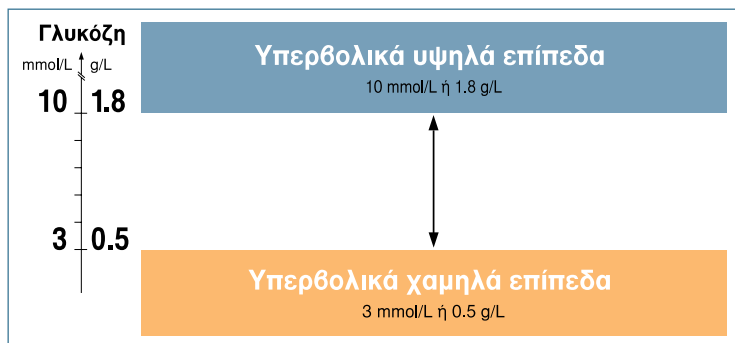 Γλυκόζη
mmol/L g/L
10 1.8
3 0.5
Υπερβολικά υψηλά επίπεδα
10 mmol/L ή 1.8 g/L
Υπερβολικά χαμηλά επίπεδα
3 mmol/L ή 0.5 g/L